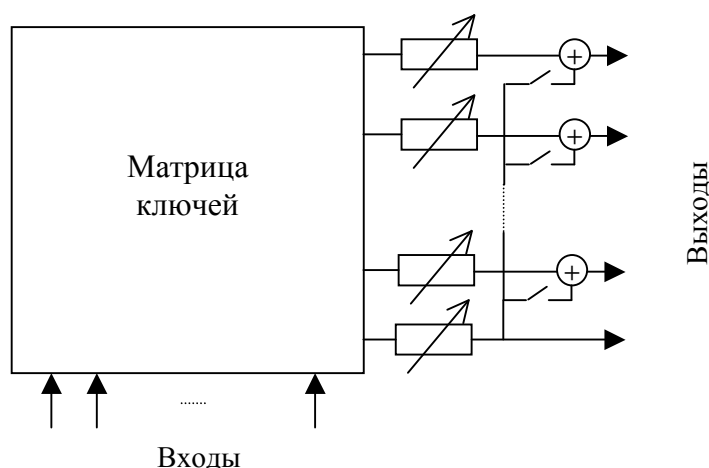 Матрица
ключей
+
+
+
Выходы
.......
Входы